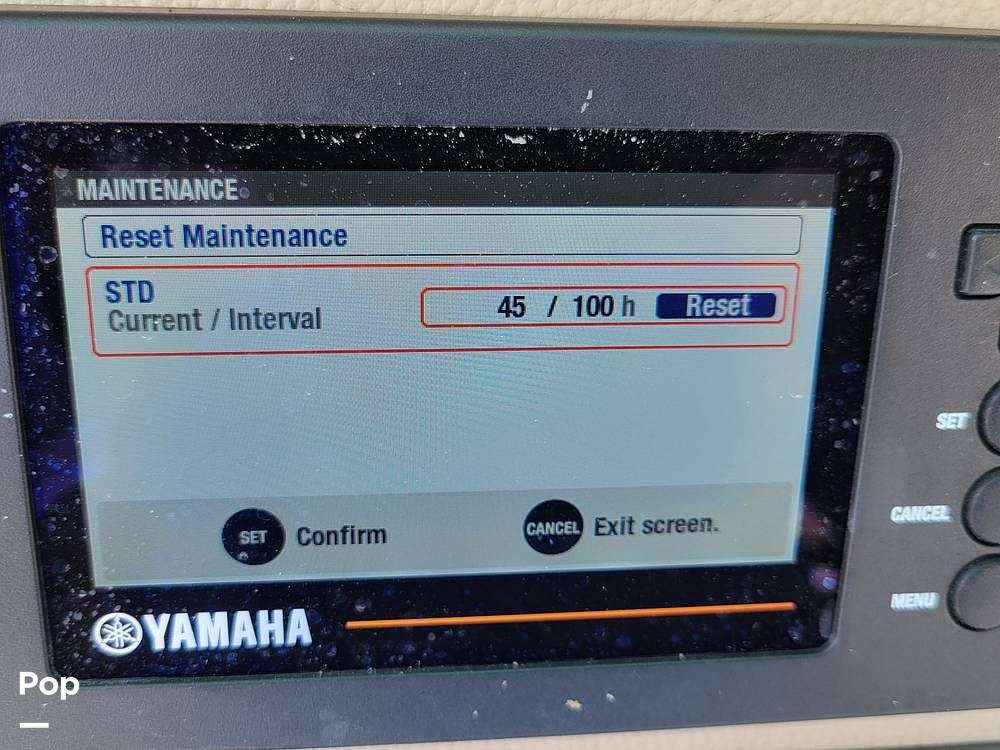 MAINTENANCE
Reset Maintenance
STD
Current / Interval
45 / 100 h Reset
SET
SET Confirm
CANCEL Exit screen.
CANCEL
YAMAHA
MENU
Pop